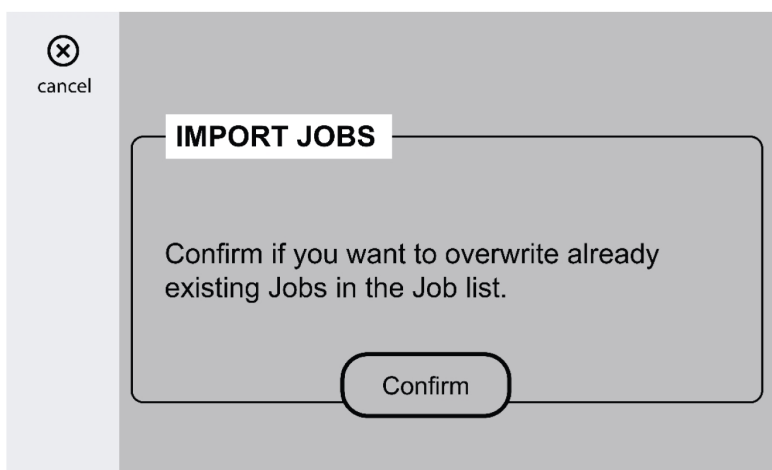 cancel
IMPORT JOBS
Confirm if you want to overwrite already
existing Jobs in the Job list.
Confirm